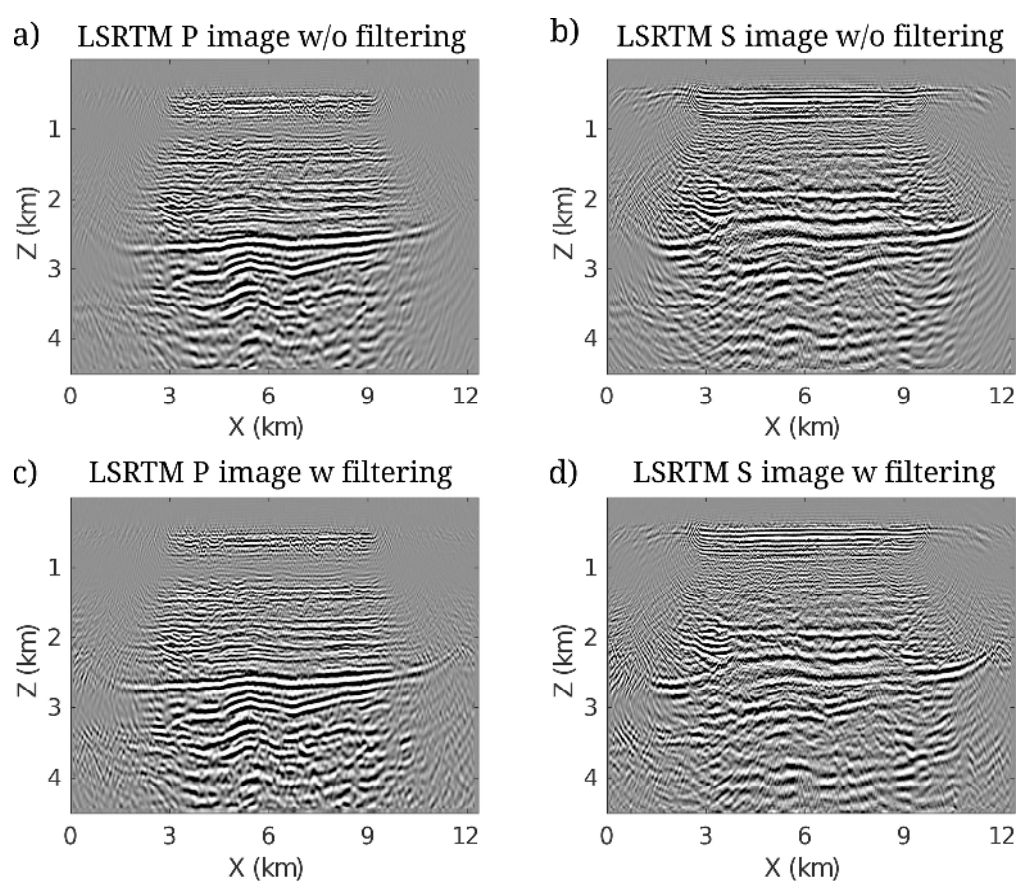 a) LSRTM P image w/o filtering
1
2
3
4
Z (km)
0 3 6 9 12
X (km)
b) LSRTM S image w/o filtering
1
2
3
4
Z (km)
0 3 6 9 12
X (km)
c) LSRTM P image w filtering
1
2
3
4
Z (km)
0 3 6 9 12
X (km)
d) LSRTM S image w filtering
1
2
3
4
Z (km)
0 3 6 9 12
X (km)